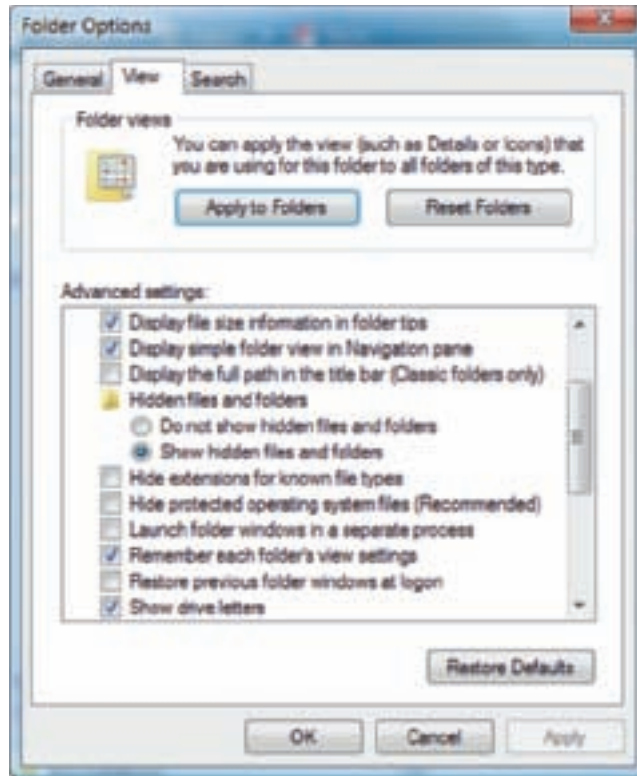 Folder Options
General View Search
Folder views
You can apply the view (such as Details or Icons) that
you are using for this folder to all folders of this type.
Apply to Folders Reset Folders
Advanced settings:
Display file size information in folder tips
Display simple folder view in Navigation pane
Display the full path in the title bar (Classic folders only)
Hidden files and folders
Do not show hidden files and folders
Show hidden files and folders
Hide extensions for known file types
Hide protected operating system files (Recommended)
Launch folder windows in a separate process
Remember each folder's view settings
Restore previous folder windows at logon
Show drive letters
Restore Defaults
OK Cancel Apply